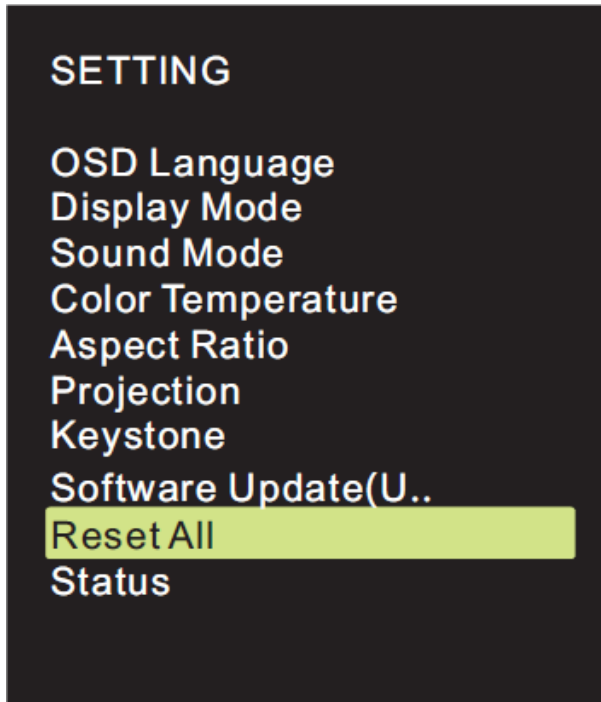 SETTING
OSD Language
Display Mode
Sound Mode
Color Temperature
Aspect Ratio
Projection
Keystone
Software Update(U..
Reset All
Status